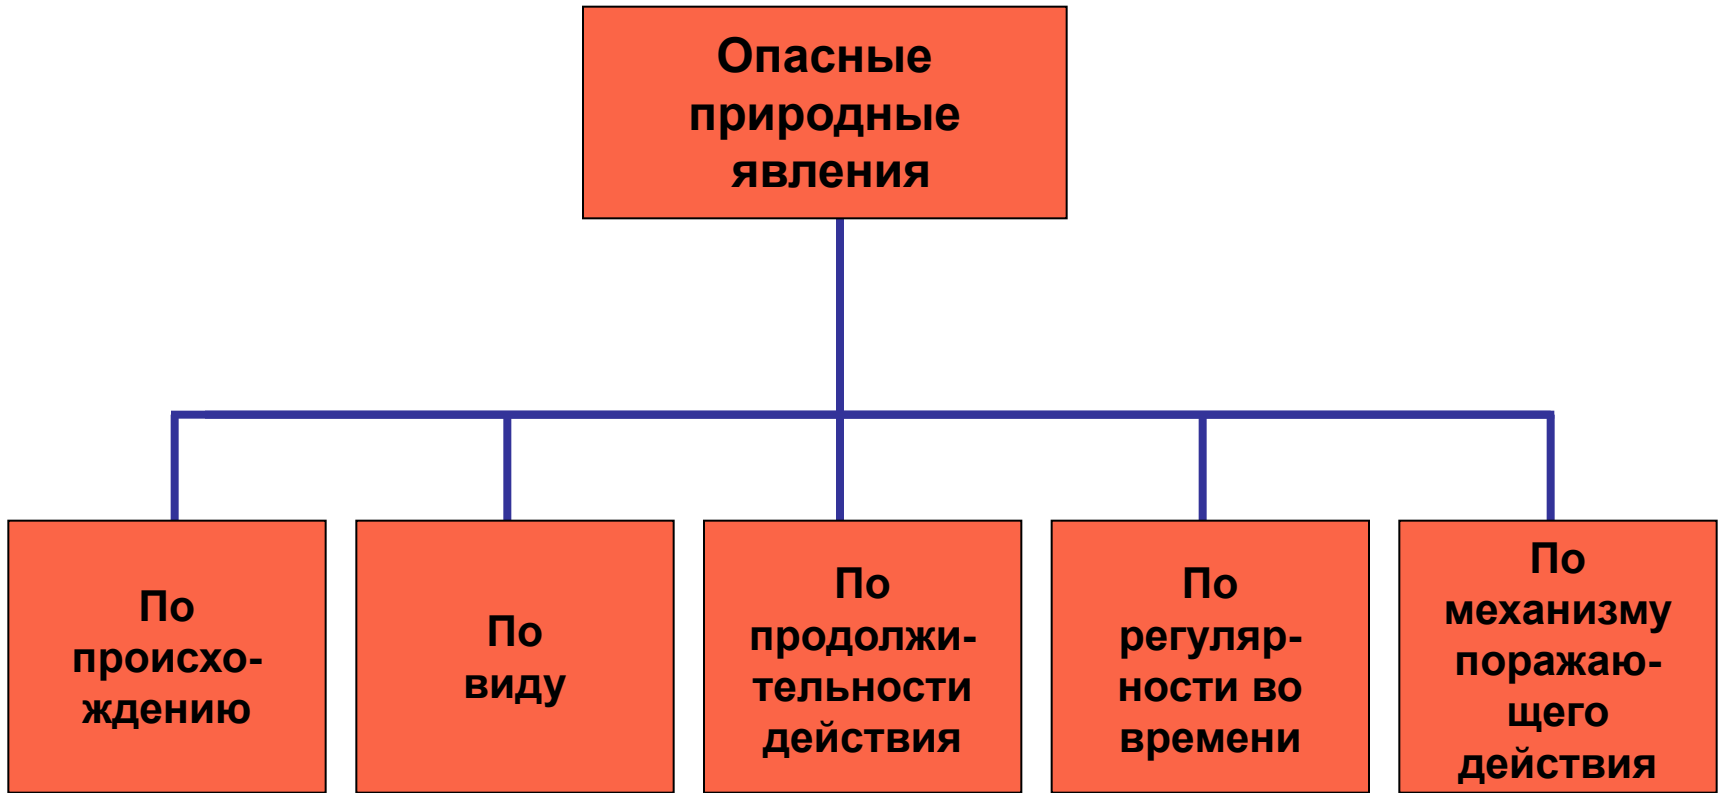 Опасные
природные
явления
По
происхо-
ждению
По
виду
По
продолжи-
тельности
действия
По
регуляр-
ности во
времени
По
механизму
поражаю-
щего
действия